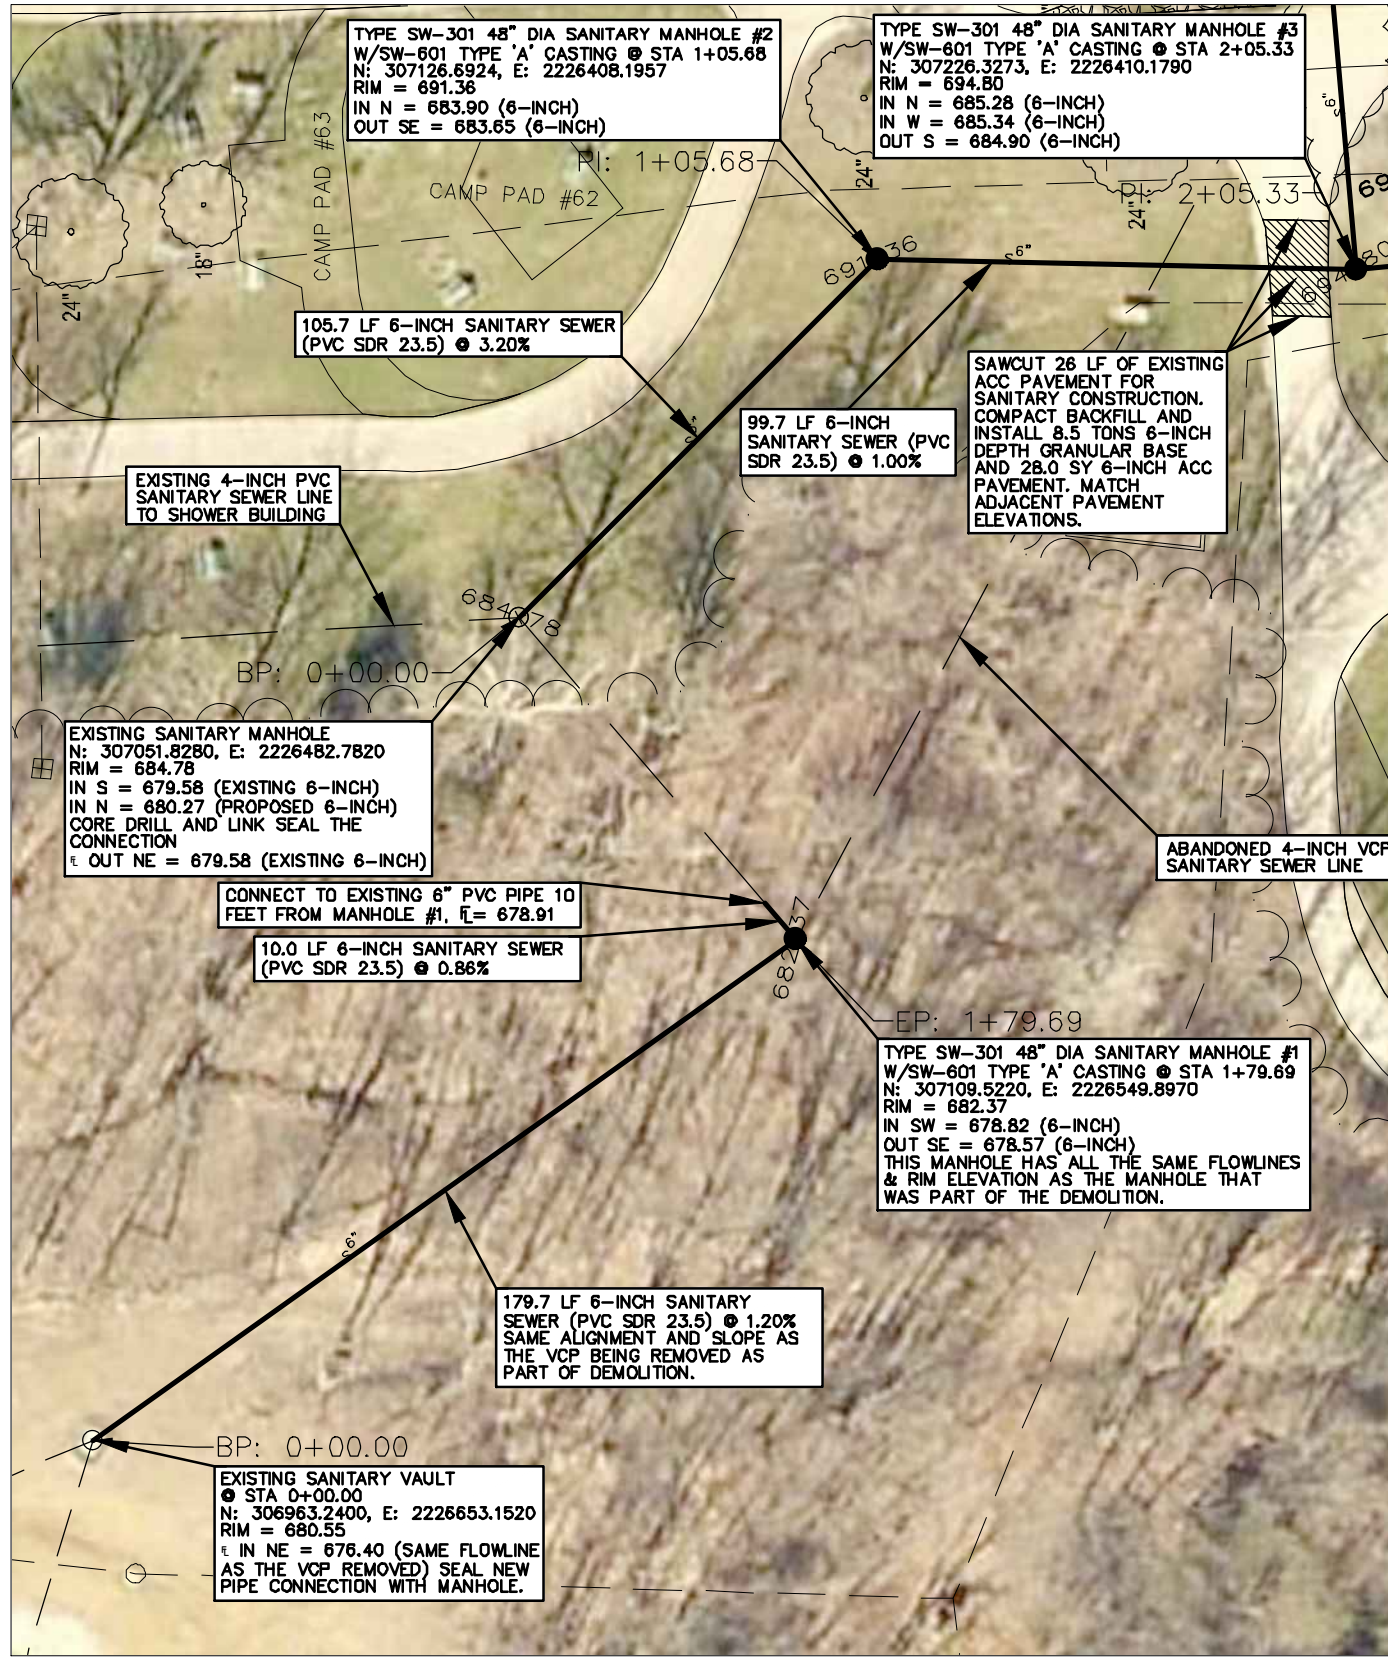 TYPE SW-301 48" DIA SANITARY MANHOLE #2
W/SW-601 TYPE 'A' CASTING @ STA 1+05.68
N: 307126.6924, E: 2226408.1957
RIM = 691.36
IN N = 683.90 (6-INCH)
OUT SE = 683.65 (6-INCH)
TYPE SW-301 48" DIA SANITARY MANHOLE #3
W/SW-601 TYPE 'A' CASTING @ STA 2+05.33
N: 307226.3273, E: 2226410.1790
RIM = 694.80
IN N = 685.28 (6-INCH)
IN W = 685.34 (6-INCH)
OUT S = 684.90 (6-INCH)
S 6"
CAMP PAD #63
CAMP PAD #62
PI: 1+05.68
PI: 2+05.33
24"
24"
24"
18"
69
691.36
694.80
S 6"
105.7 LF 6-INCH SANITARY SEWER
(PVC SDR 23.5) @ 3.20%
S 6"
99.7 LF 6-INCH
SANITARY SEWER (PVC
SDR 23.5) @ 1.00%
SAWCUT 26 LF OF EXISTING
ACC PAVEMENT FOR
SANITARY CONSTRUCTION.
COMPACT BACKFILL AND
INSTALL 8.5 TONS 6-INCH
DEPTH GRANULAR BASE
AND 28.0 SY 6-INCH ACC
PAVEMENT. MATCH
ADJACENT PAVEMENT
ELEVATIONS.
EXISTING 4-INCH PVC
SANITARY SEWER LINE
TO SHOWER BUILDING
684.78
BP: 0+00.00
EXISTING SANITARY MANHOLE
N: 307051.8280, E: 2226482.7820
RIM = 684.78
IN S = 679.58 (EXISTING 6-INCH)
IN N = 680.27 (PROPOSED 6-INCH)
CORE DRILL AND LINK SEAL THE
CONNECTION
FL OUT NE = 679.58 (EXISTING 6-INCH)
ABANDONED 4-INCH VCP
SANITARY SEWER LINE
CONNECT TO EXISTING 6" PVC PIPE 10
FEET FROM MANHOLE #1, FL= 678.91
10.0 LF 6-INCH SANITARY SEWER
(PVC SDR 23.5) @ 0.86%
682.37
EP: 1+79.69
TYPE SW-301 48" DIA SANITARY MANHOLE #1
W/SW-601 TYPE 'A' CASTING @ STA 1+79.69
N: 307109.5220, E: 2226549.8970
RIM = 682.37
IN SW = 678.82 (6-INCH)
OUT SE = 678.57 (6-INCH)
THIS MANHOLE HAS ALL THE SAME FLOWLINES
& RIM ELEVATION AS THE MANHOLE THAT
WAS PART OF THE DEMOLITION.
S 6"
179.7 LF 6-INCH SANITARY
SEWER (PVC SDR 23.5) @ 1.20%
SAME ALIGNMENT AND SLOPE AS
THE VCP BEING REMOVED AS
PART OF DEMOLITION.
BP: 0+00.00
EXISTING SANITARY VAULT
@ STA 0+00.00
N: 306963.2400, E: 2226653.1520
RIM = 680.55
FL IN NE = 676.40 (SAME FLOWLINE
AS THE VCP REMOVED) SEAL NEW
PIPE CONNECTION WITH MANHOLE.